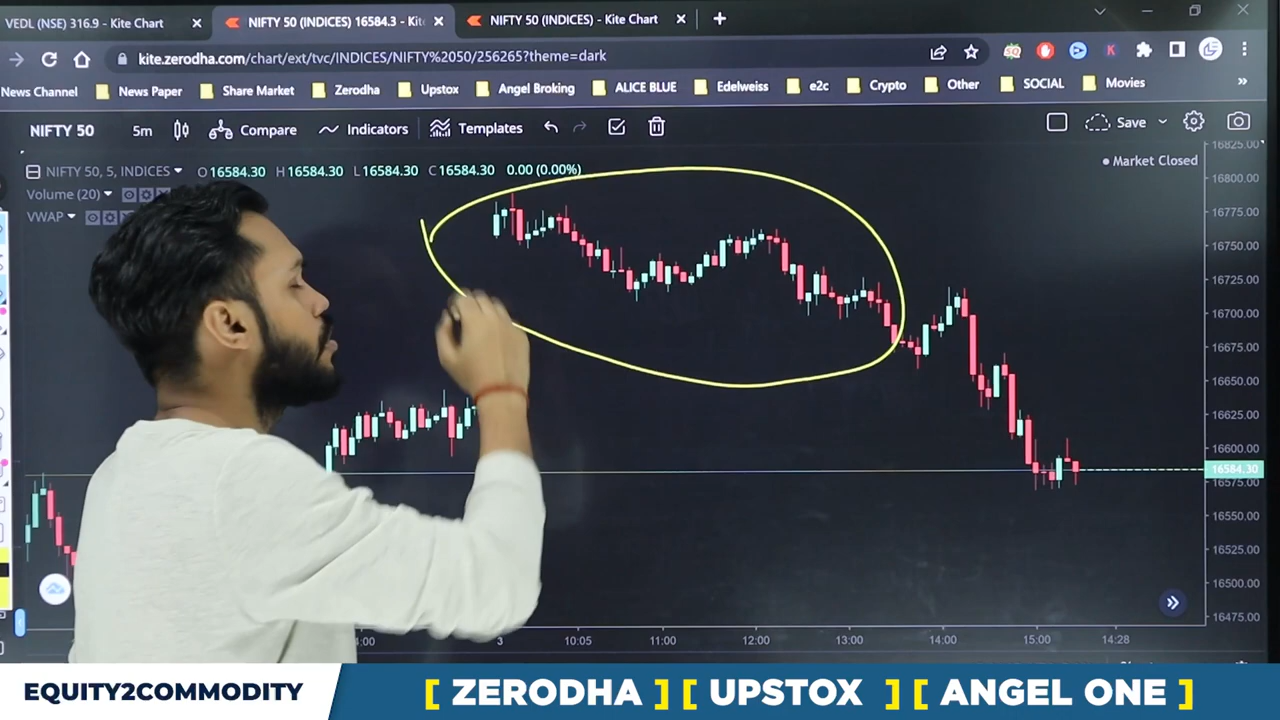 VEDL (NSE) 316.9 - Kite Chart
NIFTY 50 (INDICES) 16584.3 - Kit
NIFTY 50 (INDICES) - Kite Chart
kite.zerodha.com/chart/ext/tvc/INDICES/NIFTY%2050/256265?theme=dark
News Channel News Paper Share Market Zerodha Upstox Angel Broking ALICE BLUE Edelweiss e2c Crypto Other SOCIAL Movies »
NIFTY 50 5m Compare Indicators Templates Save
NIFTY 50, 5, INDICES O 16584.30 H 16584.30 L 16584.30 C 16584.30 0.00 (0.00%)
Market Closed
Volume (20)
VWAP
16825.00
16800.00
16775.00
16750.00
16725.00
16700.00
16675.00
16650.00
16625.00
16600.00
16584.30
16575.00
16550.00
16525.00
16500.00
16475.00
3 10:05 11:00 12:00 13:00 14:00 15:00 14:28
EQUITY2COMMODITY
[ ZERODHA ] [ UPSTOX ] [ ANGEL ONE ]